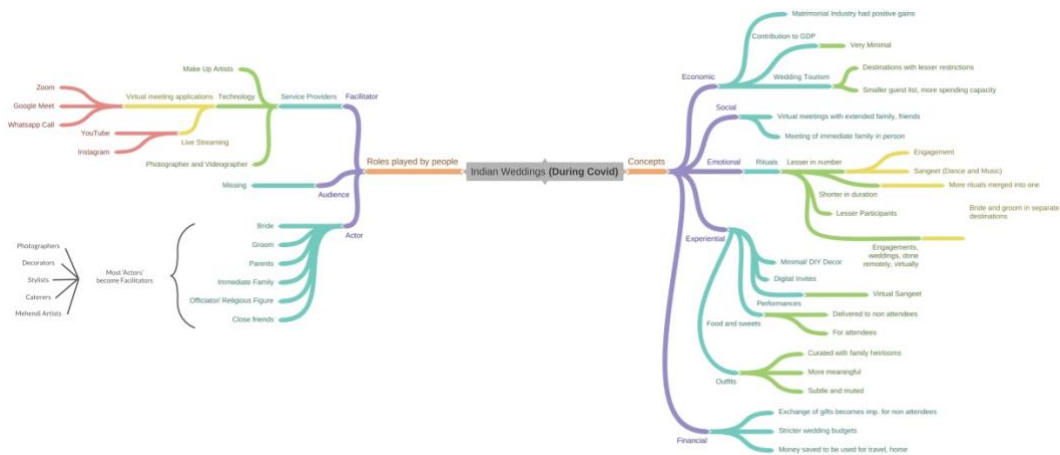 Indian Weddings (During Covid)
Roles played by people
Facilitator
Service Providers
Make Up Artists
Technology
Virtual meeting applications
Zoom
Google Meet
Whatsapp Call
Live Streaming
YouTube
Instagram
Photographer and Videographer
Audience
Missing
Actor
Bride
Groom
Parents
Immediate Family
Officiator/ Religious Figure
Close friends
Most 'Actors'
become Facilitators
Photographers
Decorators
Stylists
Caterers
Mehendi Artists
Concepts
Economic
Matrimonial Industry had positive gains
Contribution to GDP
Very Minimal
Wedding Tourism
Destinations with lesser restrictions
Smaller guest list, more spending capacity
Social
Virtual meetings with extended family, friends
Meeting of immediate family in person
Emotional
Rituals
Lesser in number
Engagement
Sangeet (Dance and Music)
Shorter in duration
More rituals merged into one
Lesser Participants
Engagements,
weddings, done
remotely, virtually
Bride and groom in separate
destinations
Experiential
Minimal/ DIY Decor
Digital Invites
Performances
Virtual Sangeet
Food and sweets
Delivered to non attendees
For attendees
Outfits
Curated with family heirlooms
More meaningful
Subtle and muted
Financial
Exchange of gifts becomes imp. for non attendees
Stricter wedding budgets
Money saved to be used for travel, home